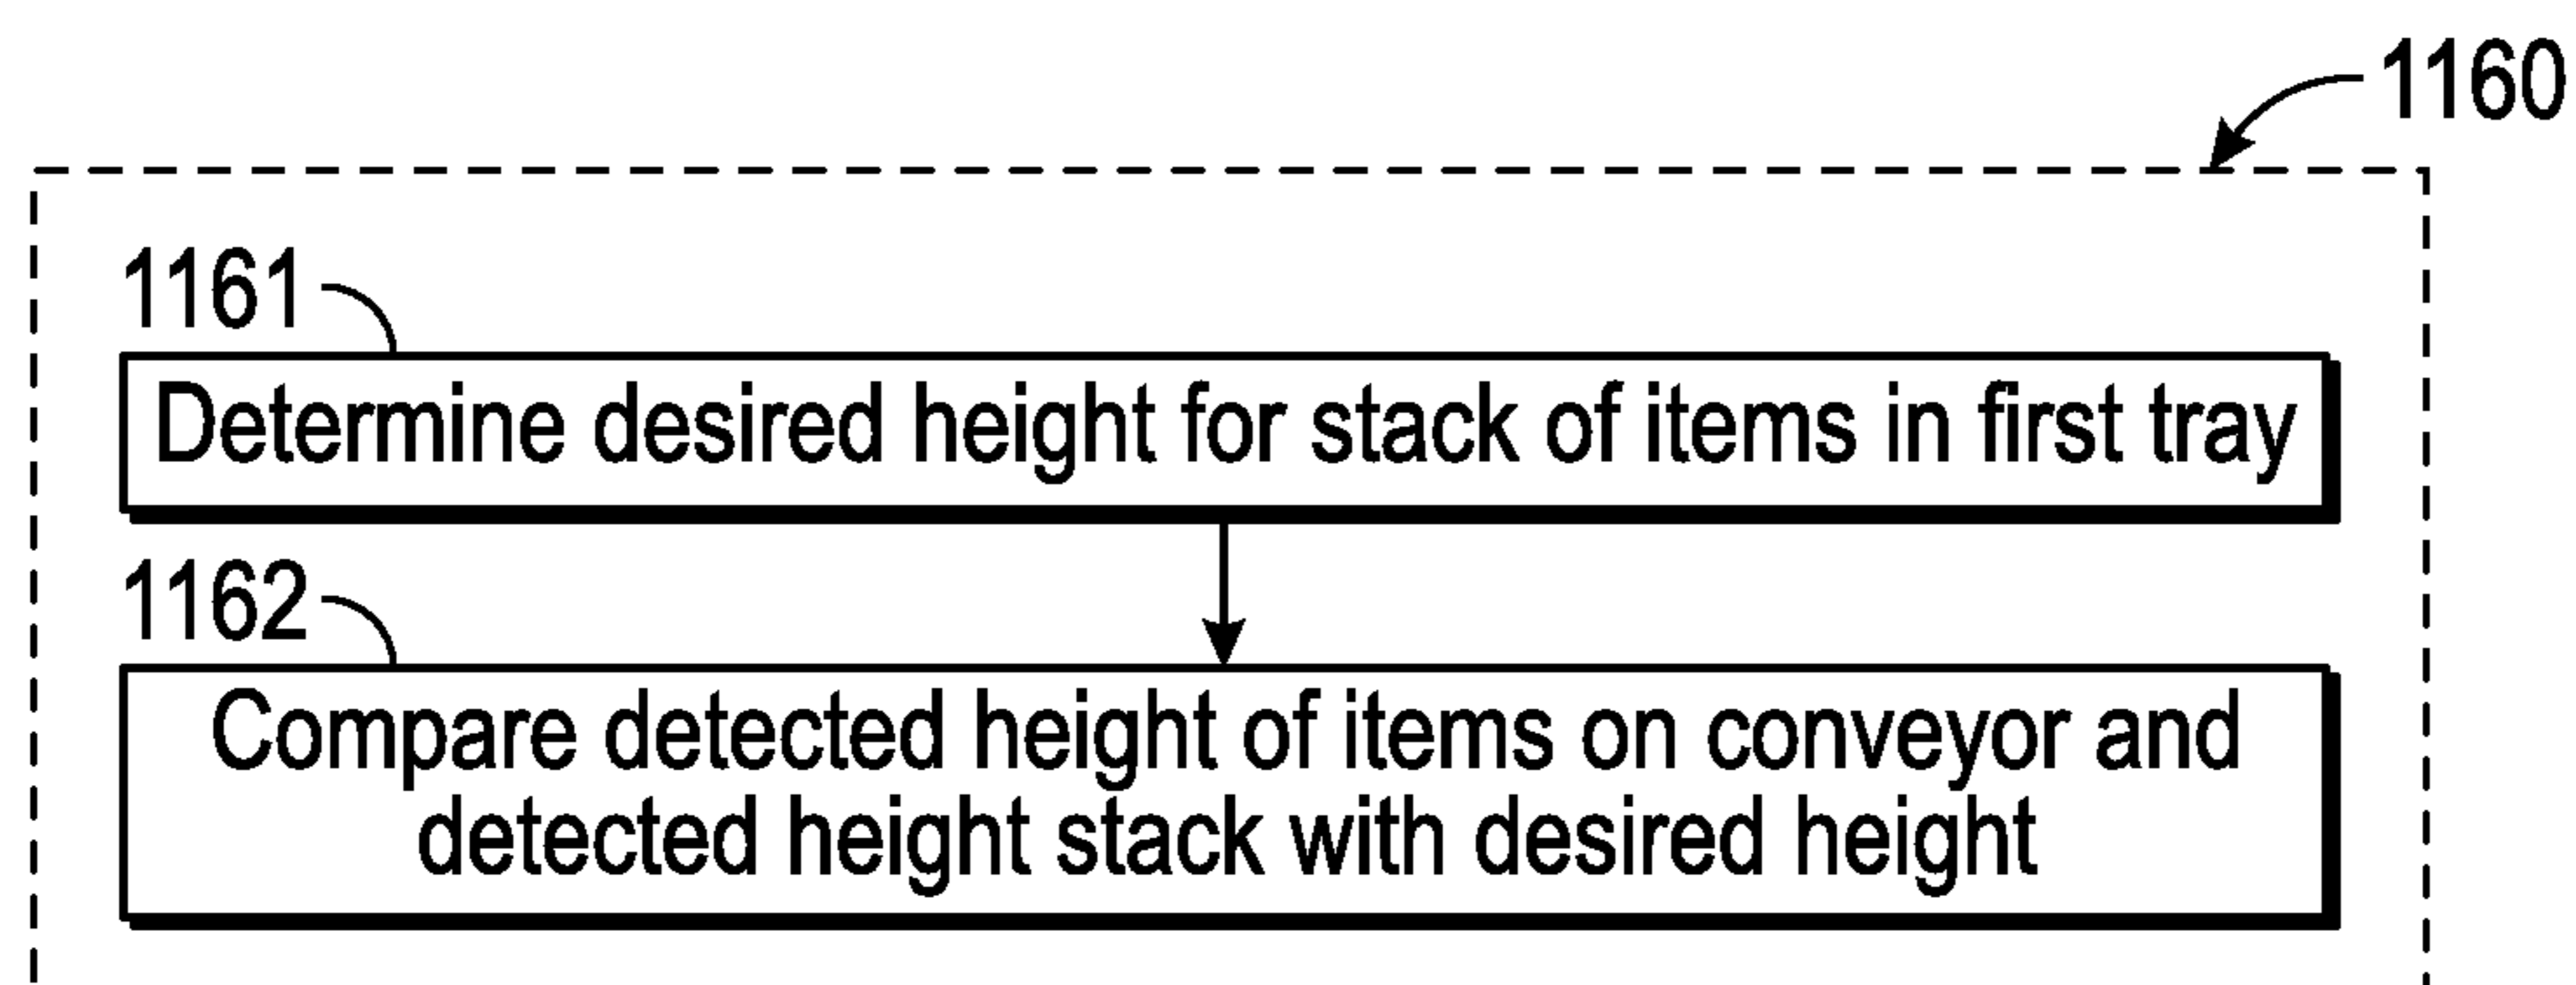 1160
1161
Determine desired height for stack of items in first tray
1162
Compare detected height of items on conveyor and
detected height stack with desired height